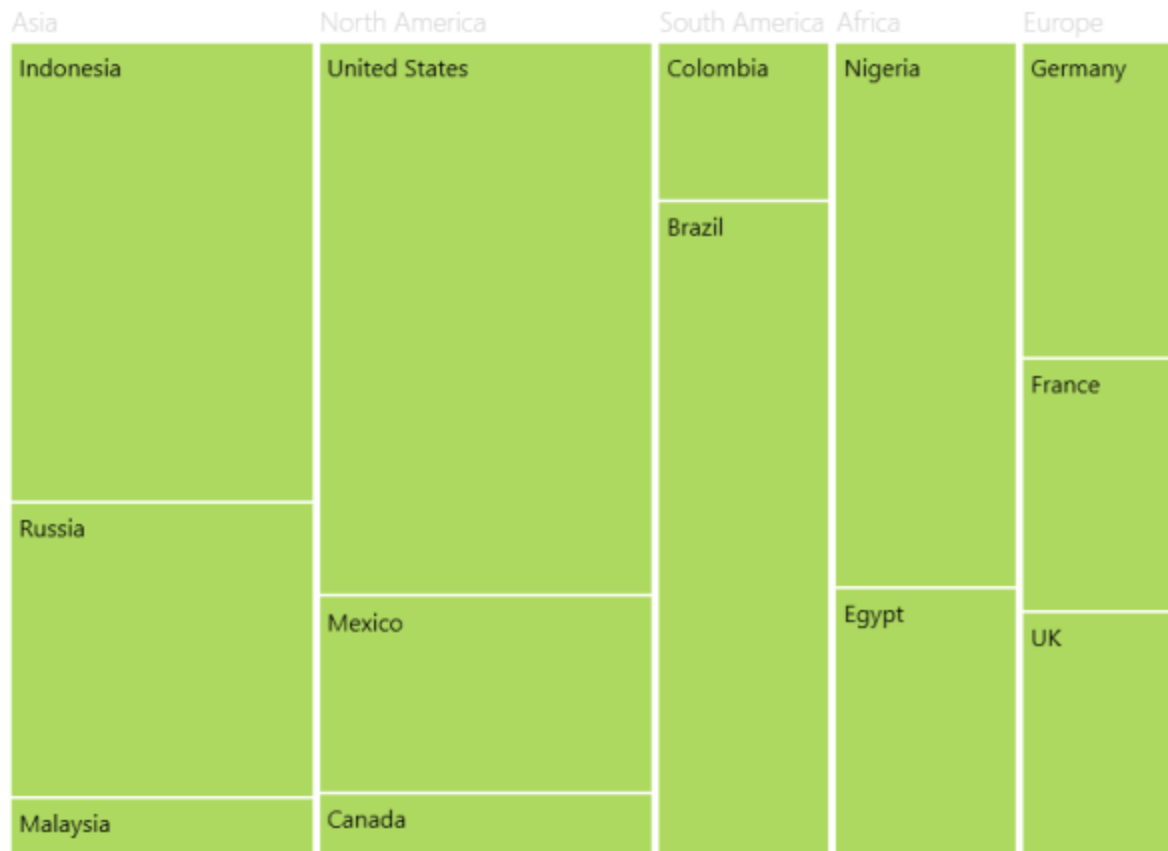 Asia
North America
South America
Africa
Europe
Indonesia
United States
Colombia
Nigeria
Germany
Brazil
France
Russia
Egypt
Mexico
UK
Malaysia
Canada